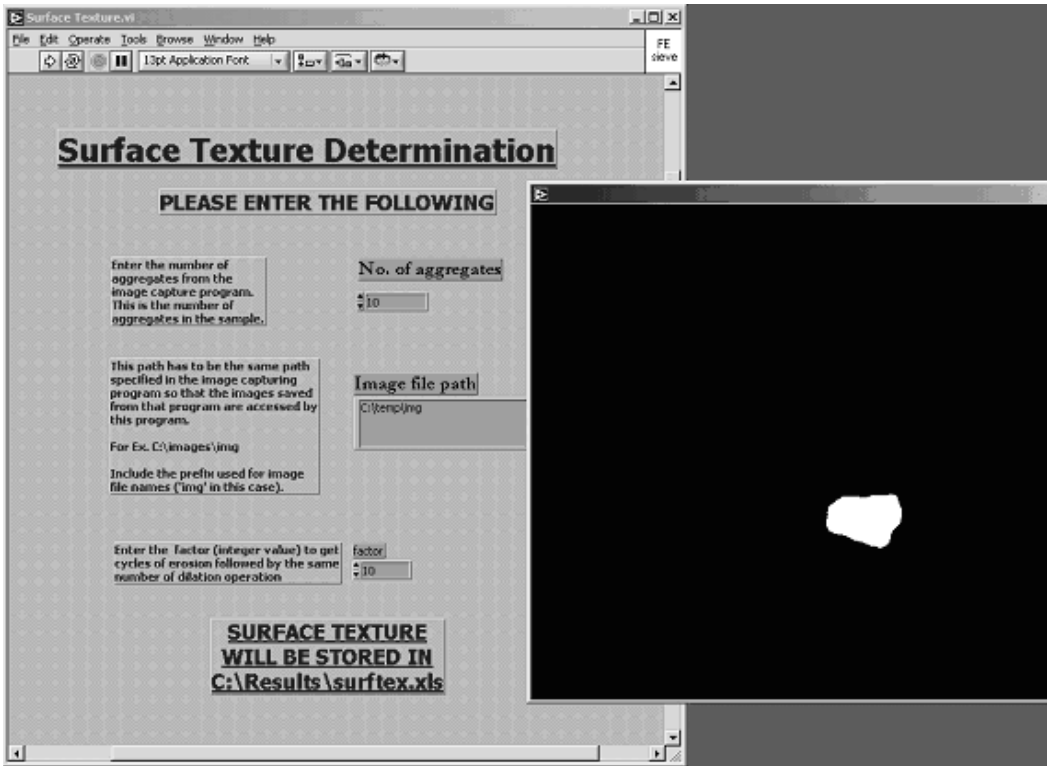 Surface Texture.vi
File Edit Operate Tools Browse Window Help
13pt Application Font
FE
sieve
Surface Texture Determination
PLEASE ENTER THE FOLLOWING
Enter the number of
aggregates from the
image capture program.
This is the number of
aggregates in the sample.
No. of aggregates
10
This path has to be the same path
specified in the image capturing
program so that the images saved
from that program are accessed by
this program.
For Ex. C:\images\img
Include the prefix used for image
file names ('img' in this case).
Image file path
C:\temp\img
Enter the factor (integer value) to get
cycles of erosion followed by the same
number of dilation operation
factor
10
SURFACE TEXTURE
WILL BE STORED IN
C:\Results\surftex.xls